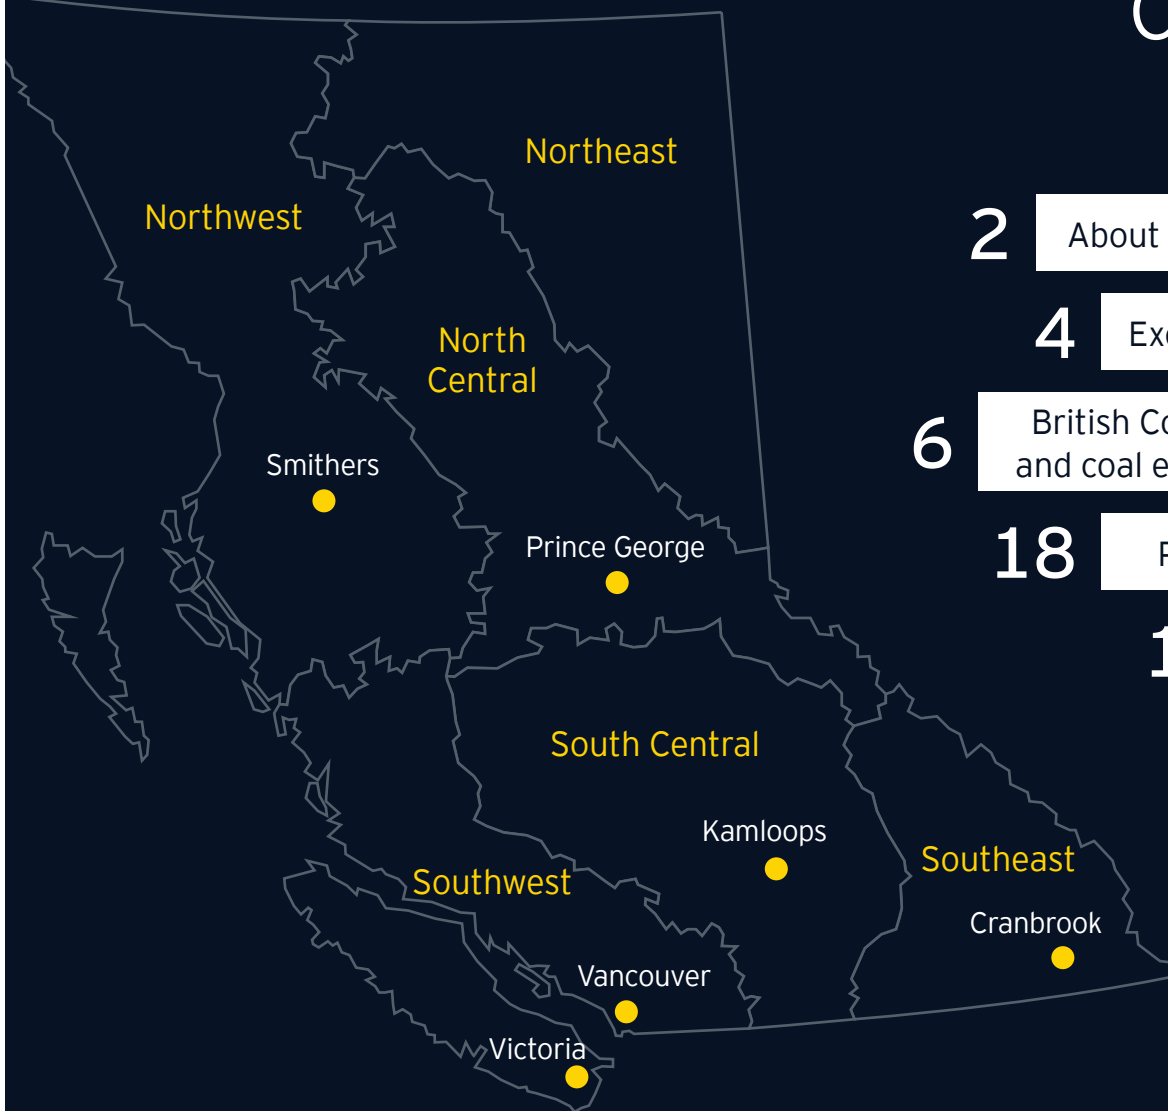 Northeast
Northwest
2
About
4
North
Central
6
British Co
and coal e
Smithers
18
Prince George
South Central
Kamloops
Southeast
Southwest
Cranbrook
Vancouver
Victoria